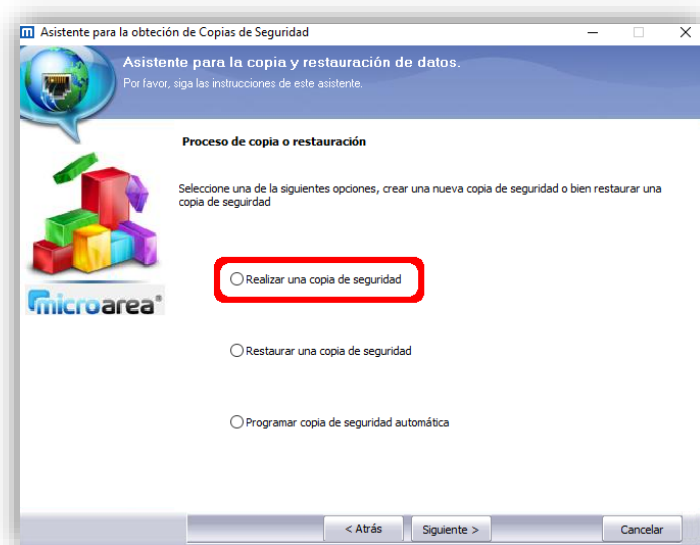 m Asistente para la obteción de Copias de Seguridad
Asistente para la copia y restauración de datos.
Por favor, siga las instrucciones de este asistente.
Proceso de copia o restauración
Seleccione una de la siguientes opciones, crear una nueva copia de seguridad o bien restaurar una
copia de seguirdad
Realizar una copia de seguridad
microarea®
Restaurar una copia de seguridad
Programar copia de seguridad automática
< Atrás Siguiente > Cancelar